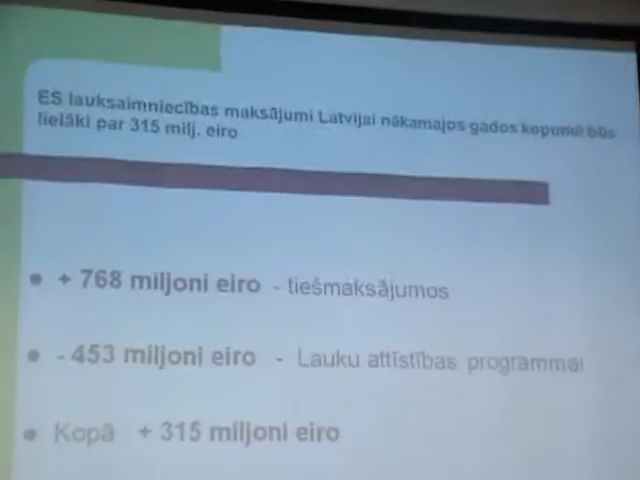 ES lauksaimniecības maksājumi Latvijai nākamajos gados kopumā būs
lielāki par 315 milj. eiro
• + 768 miljoni eiro - tiešmaksājumos
• - 453 miljoni eiro - Lauku attīstības programmai
• Kopā + 315 miljoni eiro